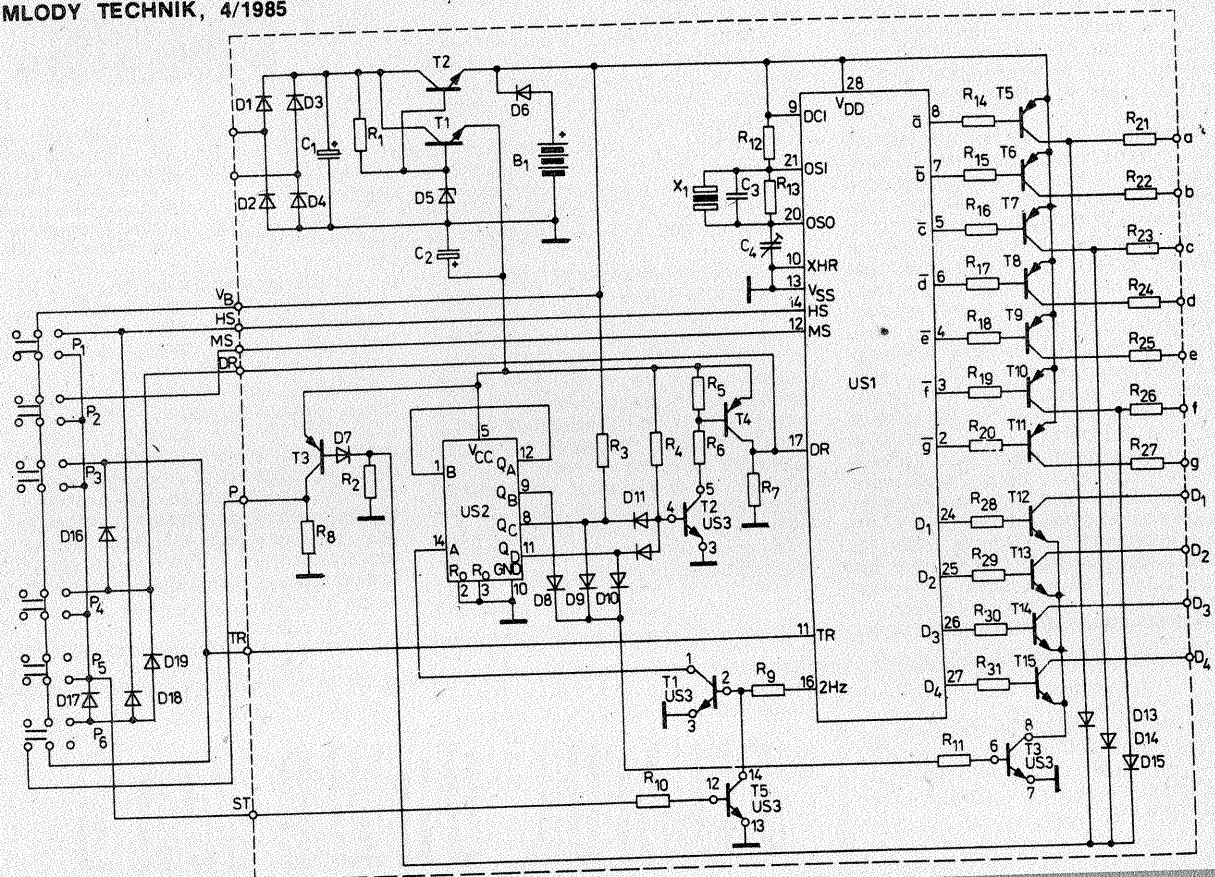 MLODY TECHNIK, 4/1985
T2
28
VDD
D1
D3
D6
T1
9
DCI
a̅
8
R14
T5
C1
+
R1
R12
R21
a
+
B1
21
OSI
b̅
7
R15
T6
X1
C3
R13
R22
b
D2
D4
D5
20
OSO
c̅
5
R16
T7
C2
+
C4
R23
c
10
XHR
d̅
6
R17
T8
13
VSS
R24
d
VB
14
HS
HS
12
MS
e̅
4
R18
T9
MS
R25
e
P1
DR
US1
f̅
3
R19
T10
R5
R26
f
P2
T4
g̅
2
R20
T11
5
VCC
R3
R4
R6
17
DR
R27
g
T3
D7
1
B
QA
12
P3
R2
QB
9
D11
5
R7
D1
US2
QC
8
4
T2
US3
D1
24
R28
T12
P
D16
R8
14
A
QD
11
3
D2
R0
R0
GND
2
3
10
D8
D9
D10
D2
25
R29
T13
P4
D3
TR
11
TR
D3
26
R30
T14
P5
D19
D4
D17
D18
1
T1
US3
2
R9
16
2Hz
D4
27
R31
T15
3
P6
8
D13
R11
6
T3
US3
D14
7
D15
ST
R10
12
14
T5
US3
13